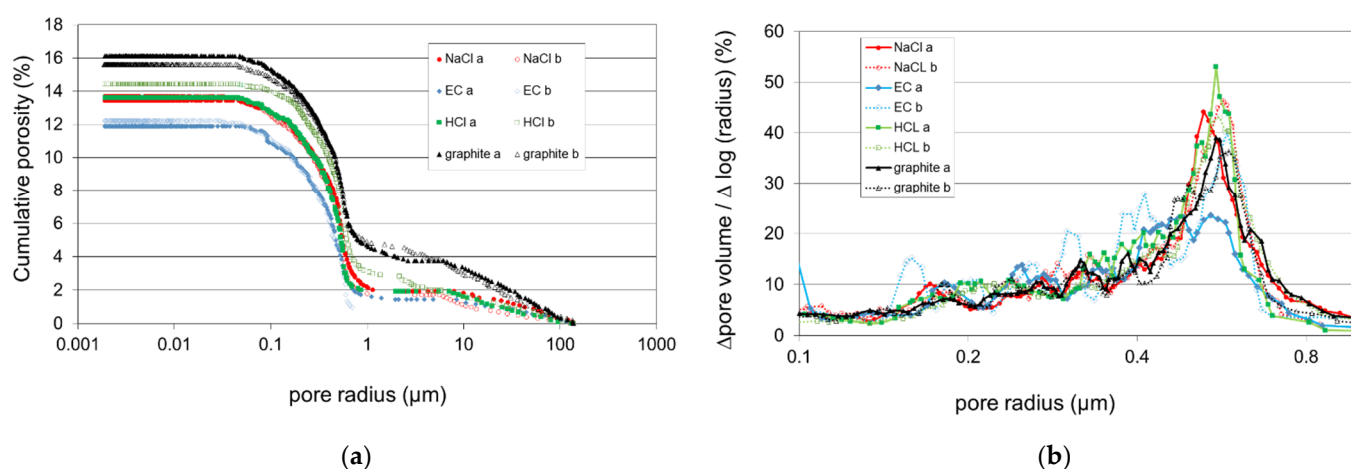 18
16
14
12
10
8
6
4
2
0
Cumulative porosity (%)
NaCl a NaCl b
EC a EC b
HCl a HCl b
graphite a graphite b
0.001 0.01 0.1 1 10 100 1000
pore radius (µm)
(a)
60
50
40
30
20
10
0
Δpore volume / Δ log (radius) (%)
NaCl a
NaCL b
EC a
EC b
HCL a
HCL b
graphite a
graphite b
0.1 0.2 0.4 0.8
pore radius (µm)
(b)